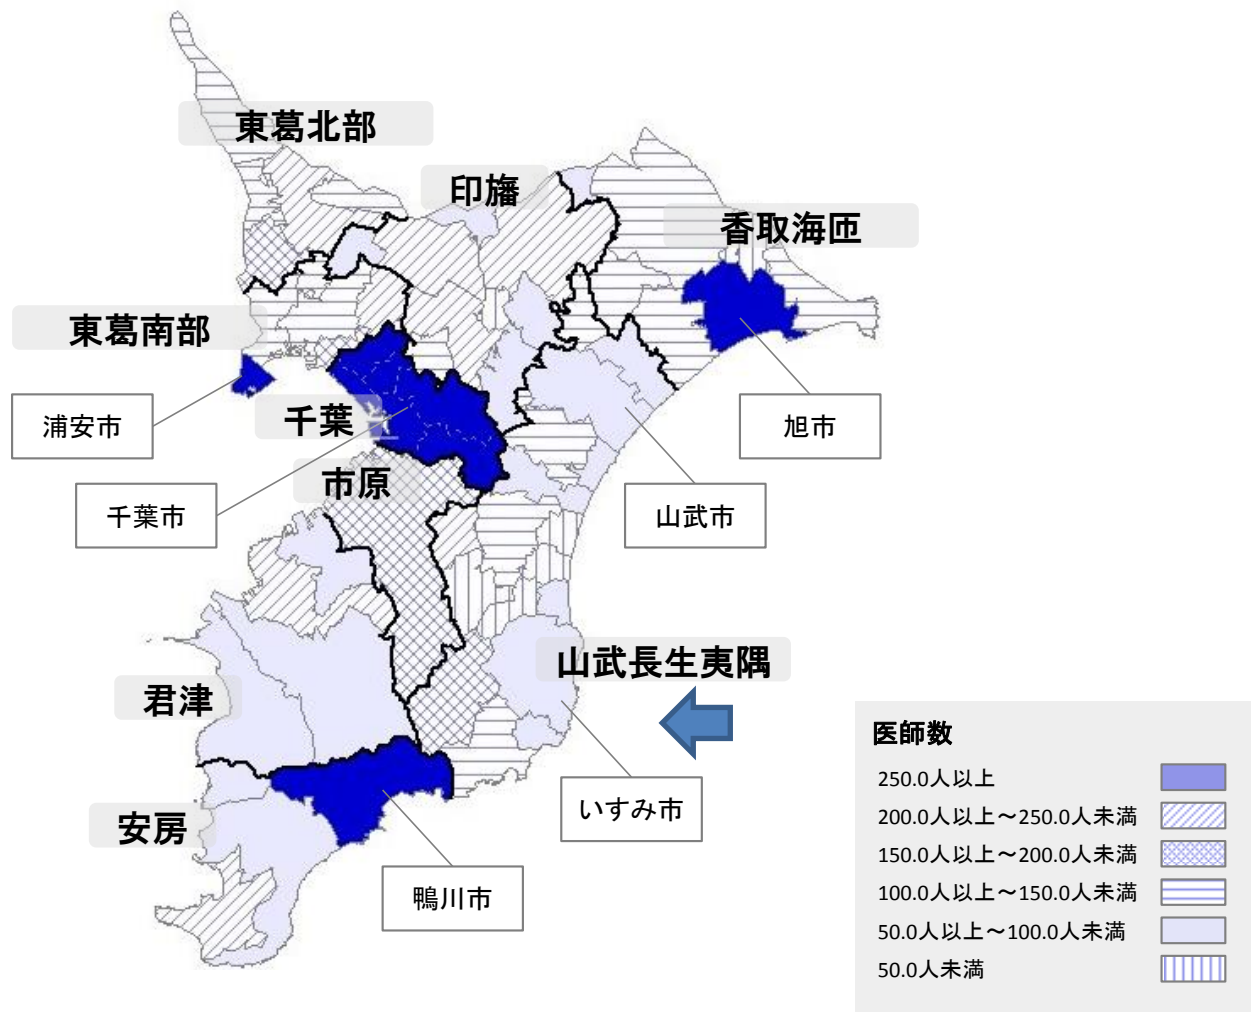 東葛北部
印旛
香取海匝
東葛南部
浦安市
千葉
旭市
市原
千葉市
山武市
山武長生夷隅
君津
いすみ市
安房
鴨川市
医師数
250.0人以上
200.0人以上～250.0人未満
150.0人以上～200.0人未満
100.0人以上～150.0人未満
50.0人以上～100.0人未満
50.0人未満